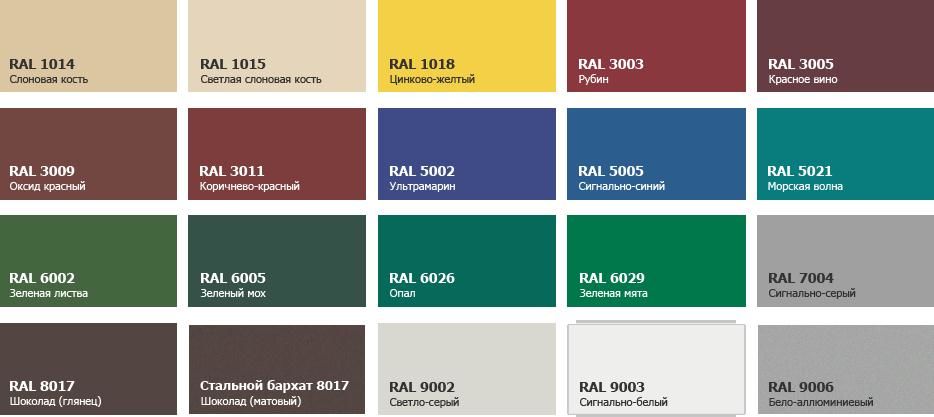 RAL 1014
Слоновая кость
RAL 1015
Светлая слоновая кость
RAL 1018
Цинково-желтый
RAL 3003
Рубин
RAL 3005
Красное вино
RAL 3009
Оксид красный
RAL 3011
Коричнево-красный
RAL 5002
Ультрамарин
RAL 5005
Сигнально-синий
RAL 5021
Морская волна
RAL 6002
Зеленая листва
RAL 6005
Зеленый мох
RAL 6026
Опал
RAL 6029
Зеленая мята
RAL 7004
Сигнально-серый
RAL 8017
Шоколад (глянец)
Стальной бархат 8017
Шоколад (матовый)
RAL 9002
Светло-серый
RAL 9003
Сигнально-белый
RAL 9006
Бело-аллюминиевый